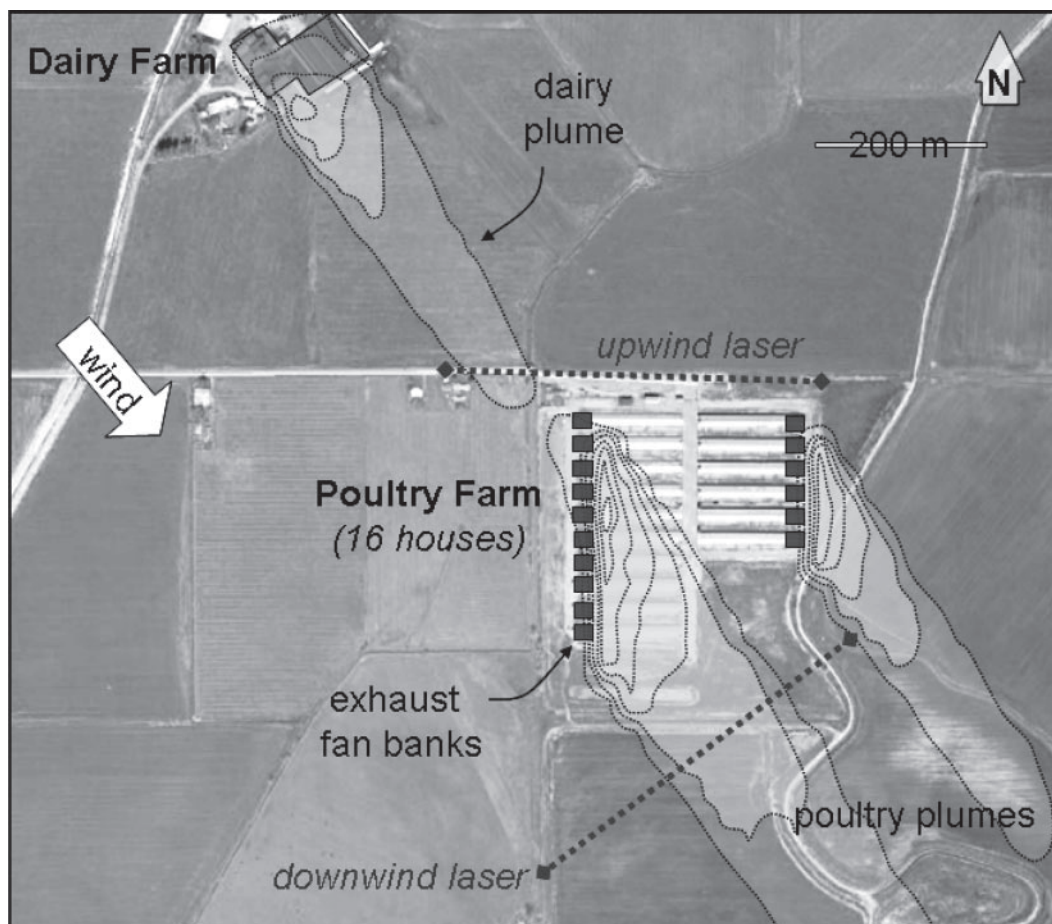 Dairy Farm
dairy
plume
N
200 m
wind
upwind laser
Poultry Farm
(16 houses)
exhaust
fan banks
poultry plumes
downwind laser